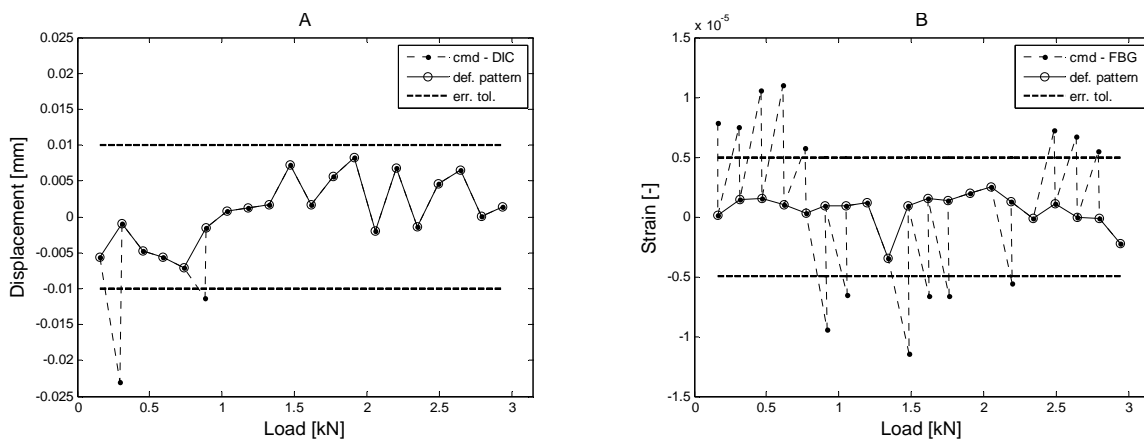 A
0.025
0.02
0.015
0.01
0.005
0
-0.005
-0.01
-0.015
-0.02
-0.025
0
0.5
1
1.5
2
2.5
3
Displacement [mm]
Load [kN]
cmd - DIC
def. pattern
err. tol.
B
x 10⁻⁵
1.5
1
0.5
0
-0.5
-1
-1.5
0
0.5
1
1.5
2
2.5
3
Strain [-]
Load [kN]
cmd - FBG
def. pattern
err. tol.